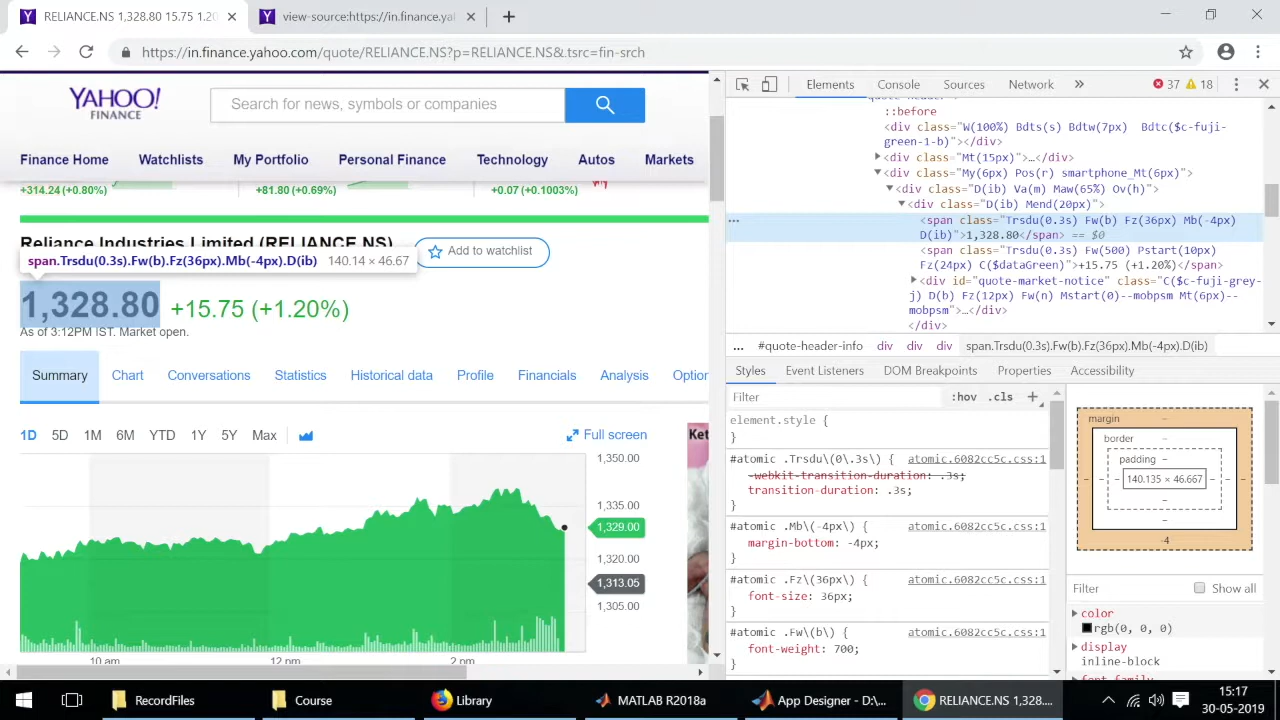 RELIANCE.NS 1,328.80 15.75 1.20
view-source:https://in.finance.ya
https://in.finance.yahoo.com/quote/RELIANCE.NS?p=RELIANCE.NS&.tsrc=fin-srch
YAHOO!
FINANCE
Search for news, symbols or companies
Finance Home Watchlists My Portfolio Personal Finance Technology Autos Markets
+314.24 (+0.80%) +81.80 (+0.69%) +0.07 (+0.1003%)
Reliance Industries Limited (RELIANCE.NS)
Add to watchlist
span.Trsdu(0.3s).Fw(b).Fz(36px).Mb(-4px).D(ib) 140.14 × 46.67
1,328.80 +15.75 (+1.20%)
As of 3:12PM IST. Market open.
Summary Chart Conversations Statistics Historical data Profile Financials Analysis Option
1D 5D 1M 6M YTD 1Y 5Y Max
Full screen
1,350.00
1,335.00
1,329.00
1,320.00
1,313.05
1,305.00
10 am 12 pm 2 pm
Ket
Elements Console Sources Network » 37 18
quote-header"
::before
<div class="W(100%) Bdts(s) Bdtw(7px)  Bdtc($c-fuji-
green-1-b)"></div>
<div class="Mt(15px)">…</div>
<div class="My(6px) Pos(r) smartphone_Mt(6px)">
<div class="D(ib) Va(m) Maw(65%) Ov(h)">
<div class="D(ib) Mend(20px)">
<span class="Trsdu(0.3s) Fw(b) Fz(36px) Mb(-4px)
D(ib)">1,328.80</span> == $0
<span class="Trsdu(0.3s) Fw(500) Pstart(10px)
Fz(24px) C($dataGreen)">+15.75 (+1.20%)</span>
<div id="quote-market-notice" class="C($c-fuji-grey-
j) D(b) Fz(12px) Fw(n) Mstart(0)--mobpsm Mt(6px)--
mobpsm">…</div>
</div>
… #quote-header-info div div div span.Trsdu(0.3s).Fw(b).Fz(36px).Mb(-4px).D(ib)
Styles Event Listeners DOM Breakpoints Properties Accessibility
Filter :hov .cls +
element.style {
}
#atomic .Trsdu\(0\.3s\) { atomic.6082cc5c.css:1
-webkit-transition-duration: .3s;
transition-duration: .3s;
}
#atomic .Mb\(-4px\) { atomic.6082cc5c.css:1
margin-bottom: -4px;
}
#atomic .Fz\(36px\) { atomic.6082cc5c.css:1
font-size: 36px;
}
#atomic .Fw\(b\) { atomic.6082cc5c.css:1
font-weight: 700;
}
margin –
border –
padding –
– – – 140.135 × 46.667 – – –
–
–
-4
Filter Show all
color
rgb(0, 0, 0)
display
inline-block
font-family
RecordFiles Course Library MATLAB R2018a App Designer - D:\... RELIANCE.NS 1,328....
15:17
30-05-2019